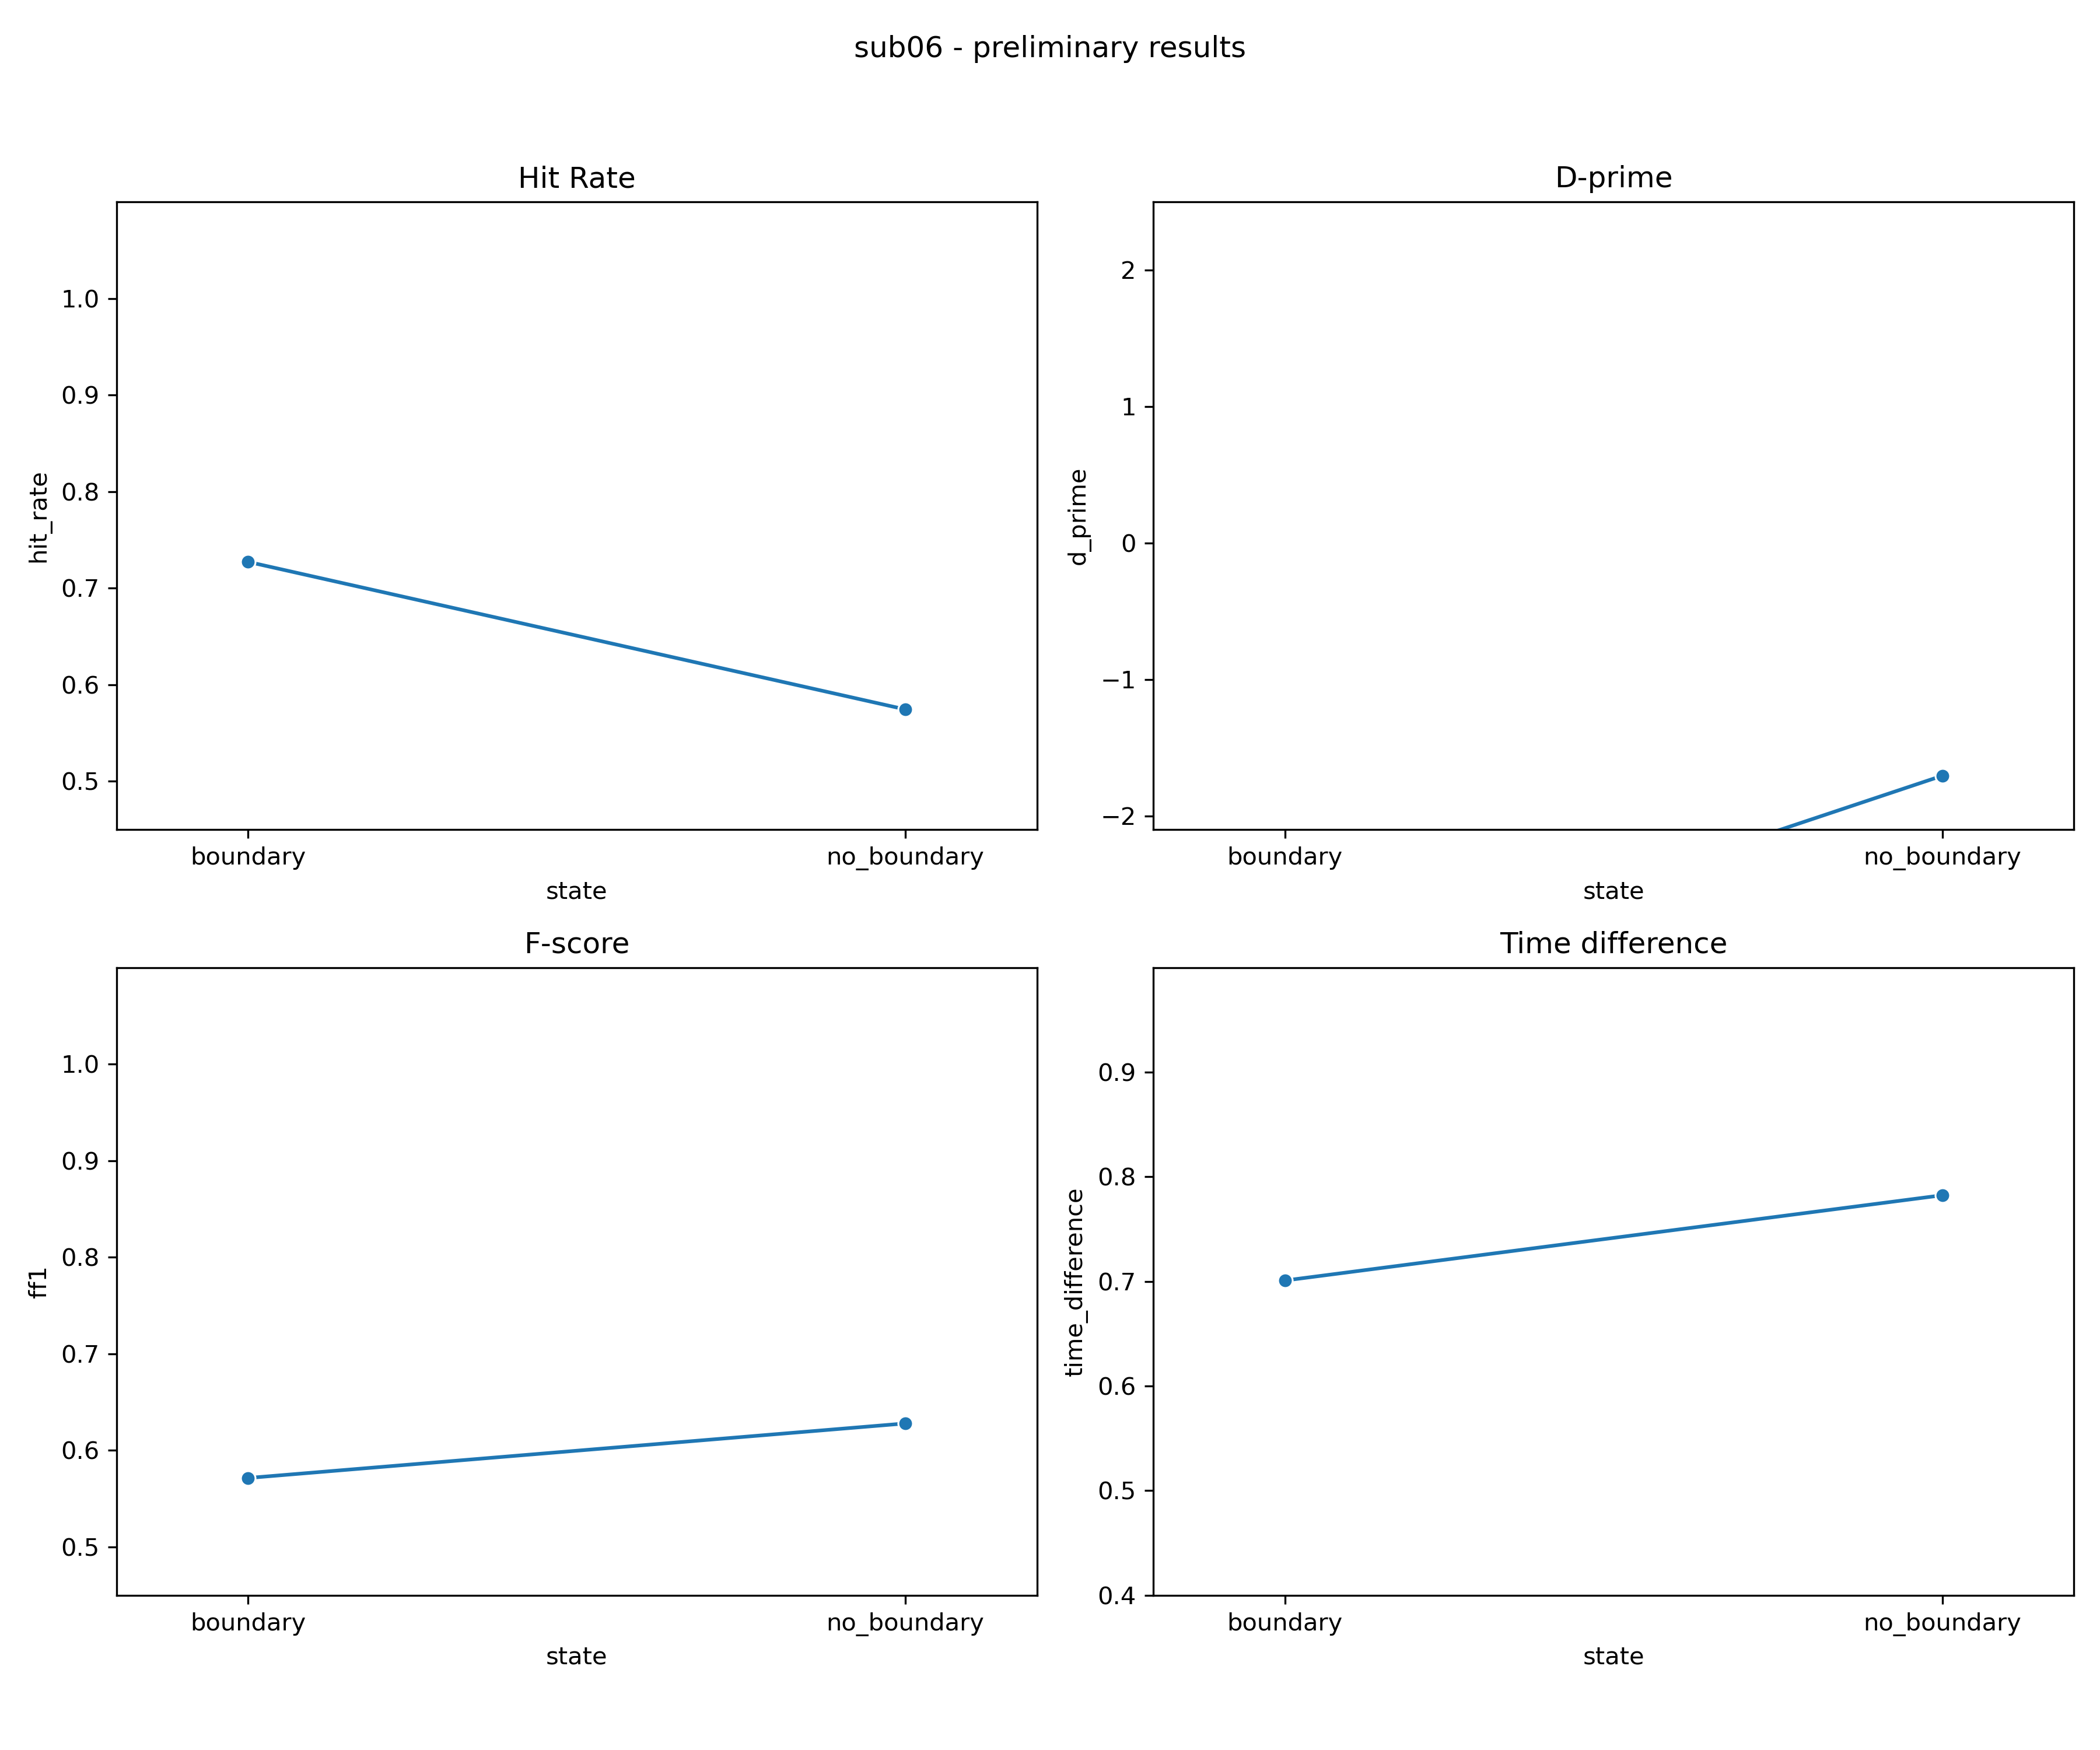 sub06 - preliminary results
Hit Rate
1.0
0.9
0.8
0.7
0.6
0.5
hit_rate
boundary
no_boundary
state
D-prime
2
1
0
−1
−2
d_prime
boundary
no_boundary
state
F-score
1.0
0.9
0.8
0.7
0.6
0.5
ff1
boundary
no_boundary
state
Time difference
0.9
0.8
0.7
0.6
0.5
0.4
time_difference
boundary
no_boundary
state